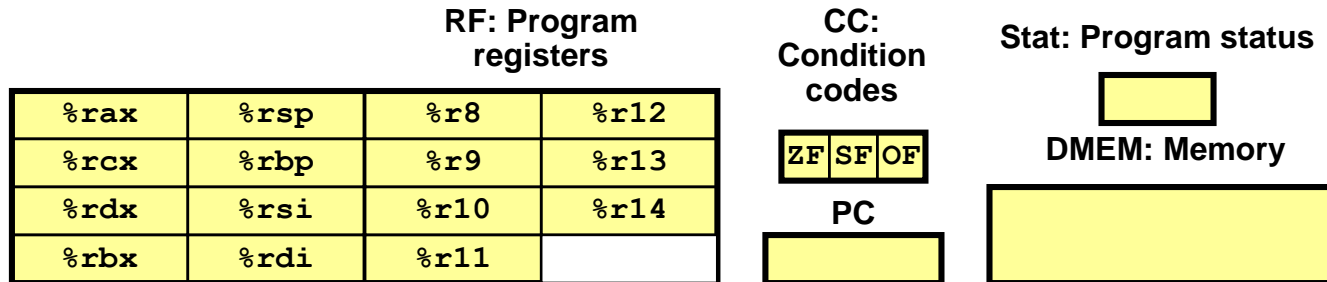 RF: Program
registers
CC:
Condition
codes
Stat: Program status
%rax %rsp %r8 %r12
%rcx %rbp %r9 %r13
%rdx %rsi %r10 %r14
%rbx %rdi %r11
ZF SF OF
PC
DMEM: Memory